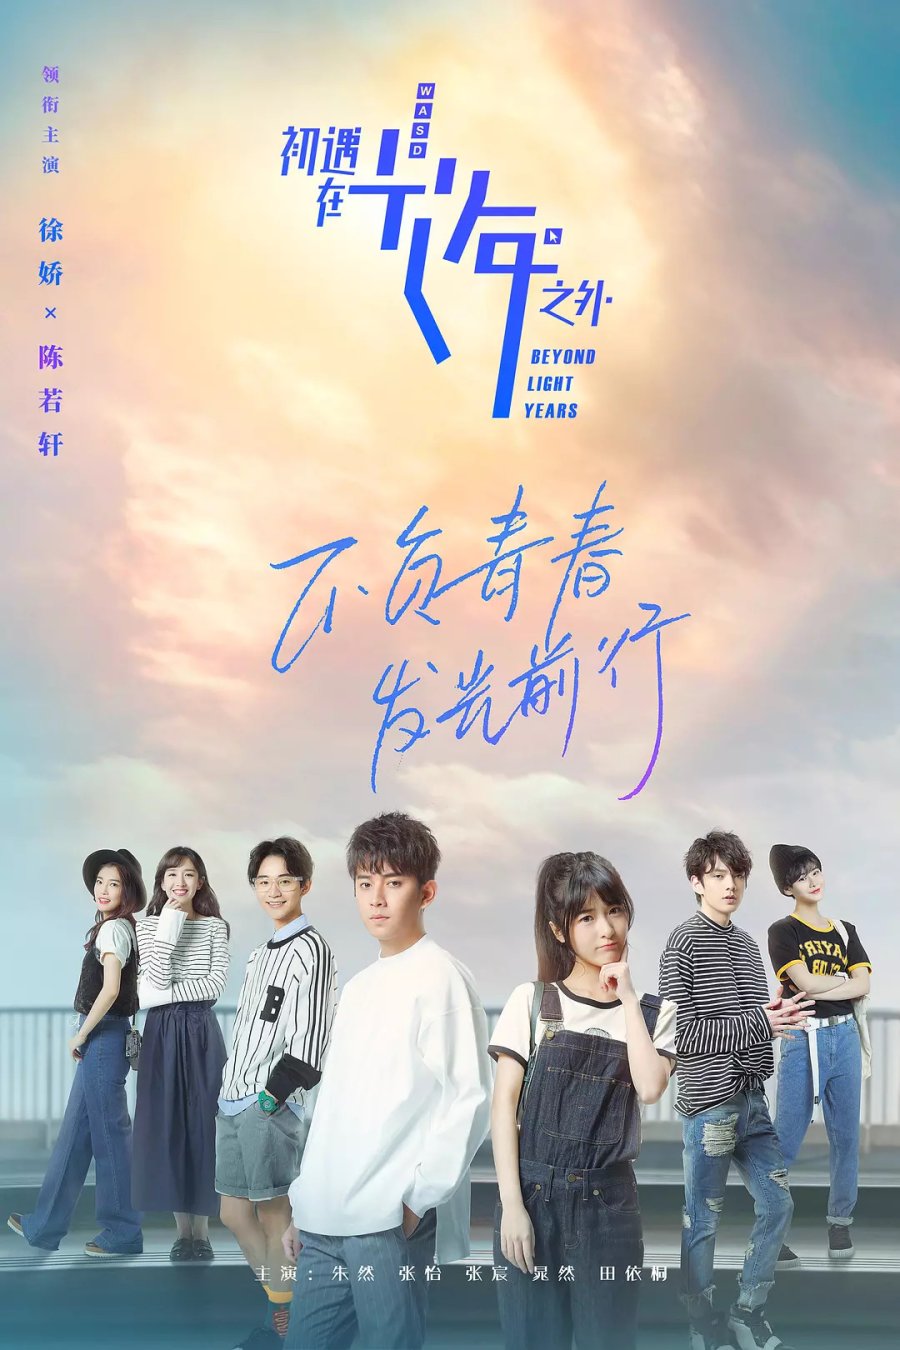 领衔主演
徐娇×陈若轩
WASD
初遇
在光年之外
BEYOND
LIGHT
YEARS
不负青春
发光前行
B
主演：朱然 张怡 张宸 晁然 田依桐